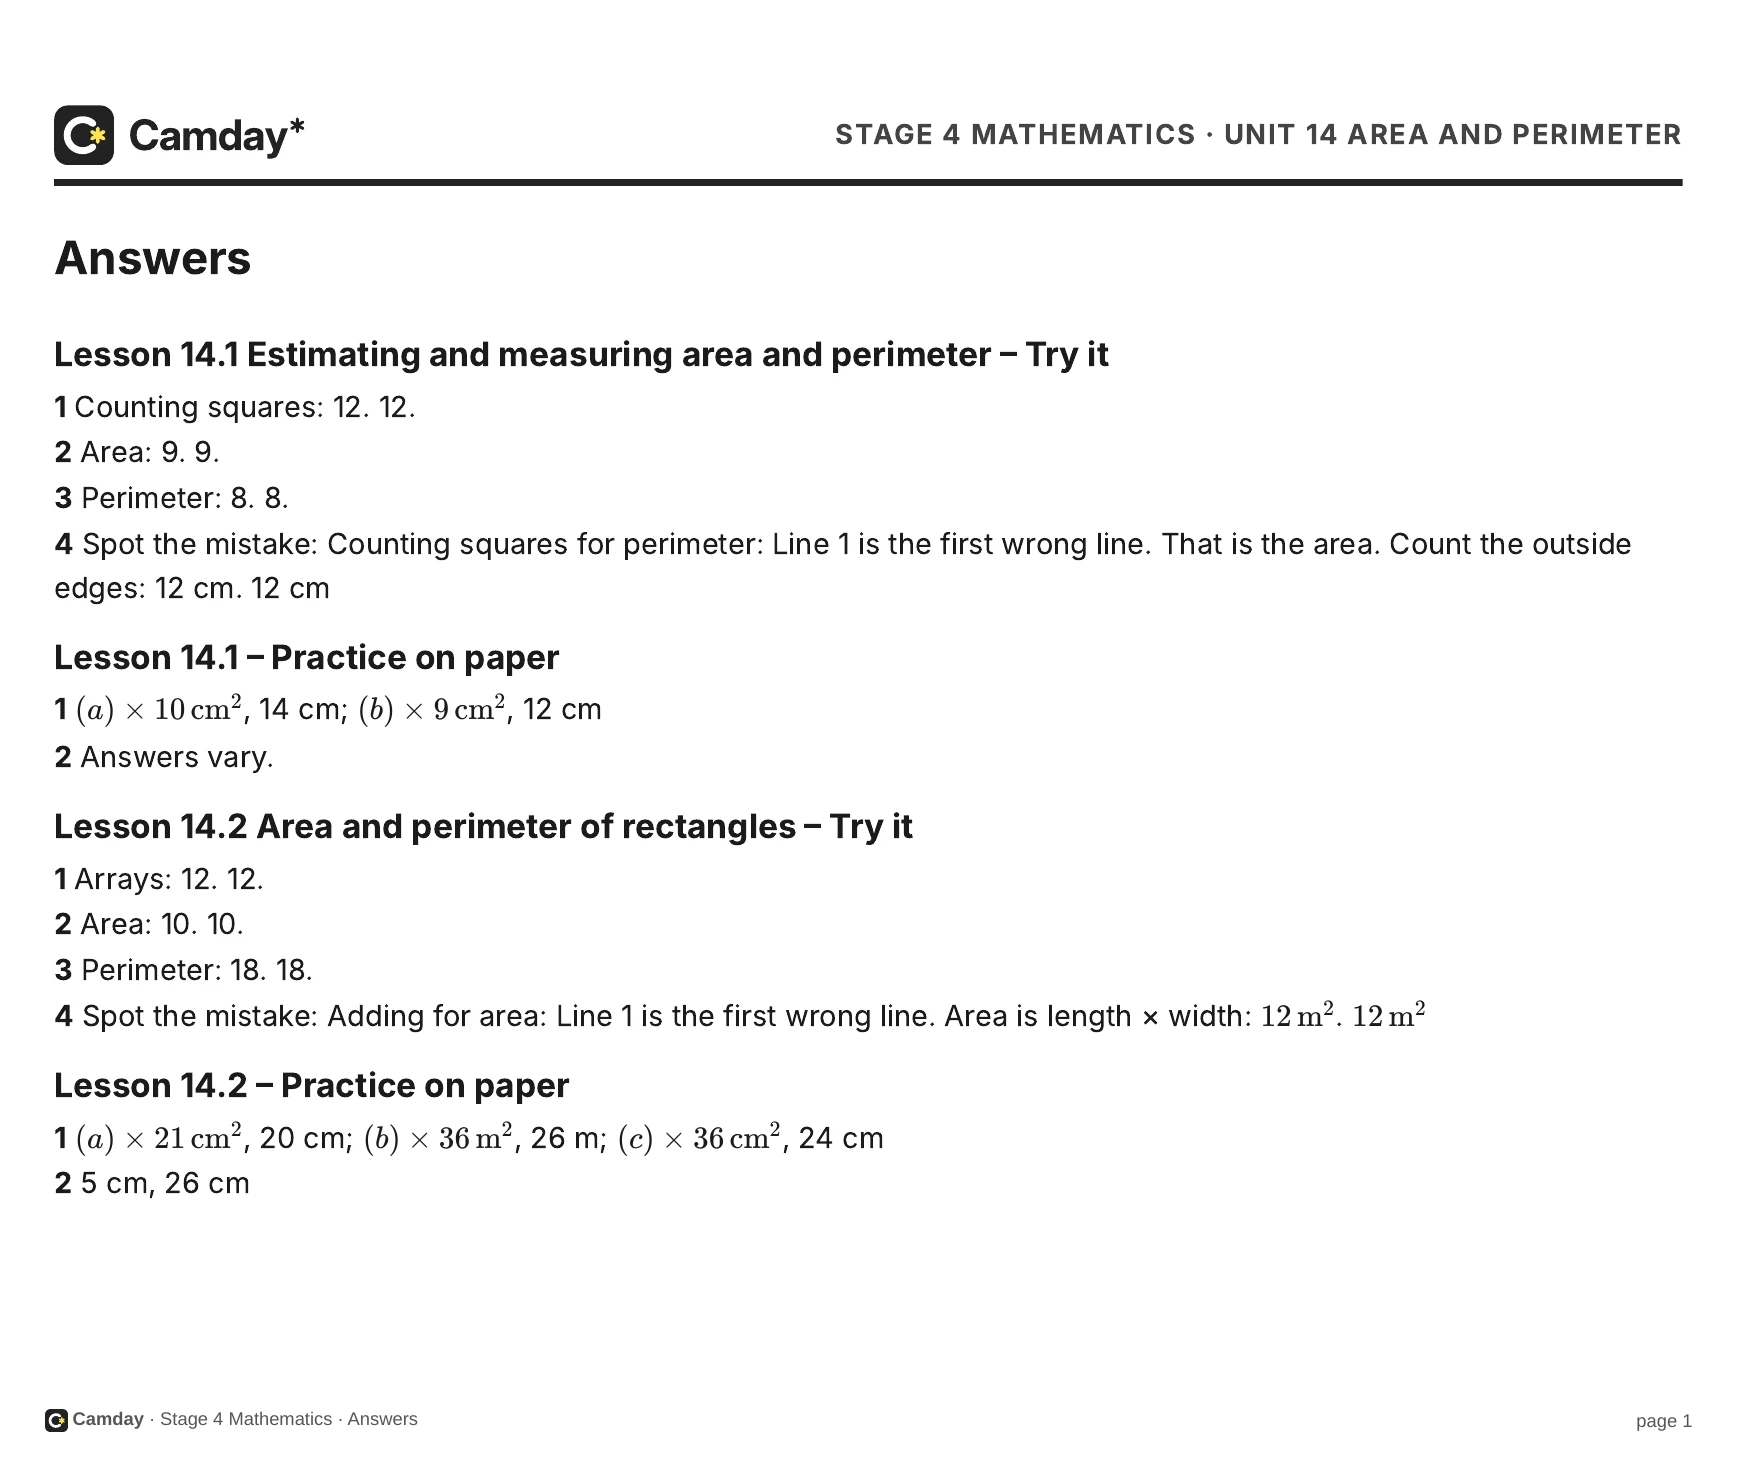 Camday*
STAGE 4 MATHEMATICS · UNIT 14 AREA AND PERIMETER
Answers
Lesson 14.1 Estimating and measuring area and perimeter – Try it
1 Counting squares: 12. 12.
2 Area: 9. 9.
3 Perimeter: 8. 8.
4 Spot the mistake: Counting squares for perimeter: Line 1 is the first wrong line. That is the area. Count the outside
edges: 12 cm. 12 cm
Lesson 14.1 – Practice on paper
1 (a) × 10 cm², 14 cm; (b) × 9 cm², 12 cm
2 Answers vary.
Lesson 14.2 Area and perimeter of rectangles – Try it
1 Arrays: 12. 12.
2 Area: 10. 10.
3 Perimeter: 18. 18.
4 Spot the mistake: Adding for area: Line 1 is the first wrong line. Area is length × width: 12 m². 12 m²
Lesson 14.2 – Practice on paper
1 (a) × 21 cm², 20 cm; (b) × 36 m², 26 m; (c) × 36 cm², 24 cm
2 5 cm, 26 cm
Camday · Stage 4 Mathematics · Answers
page 1